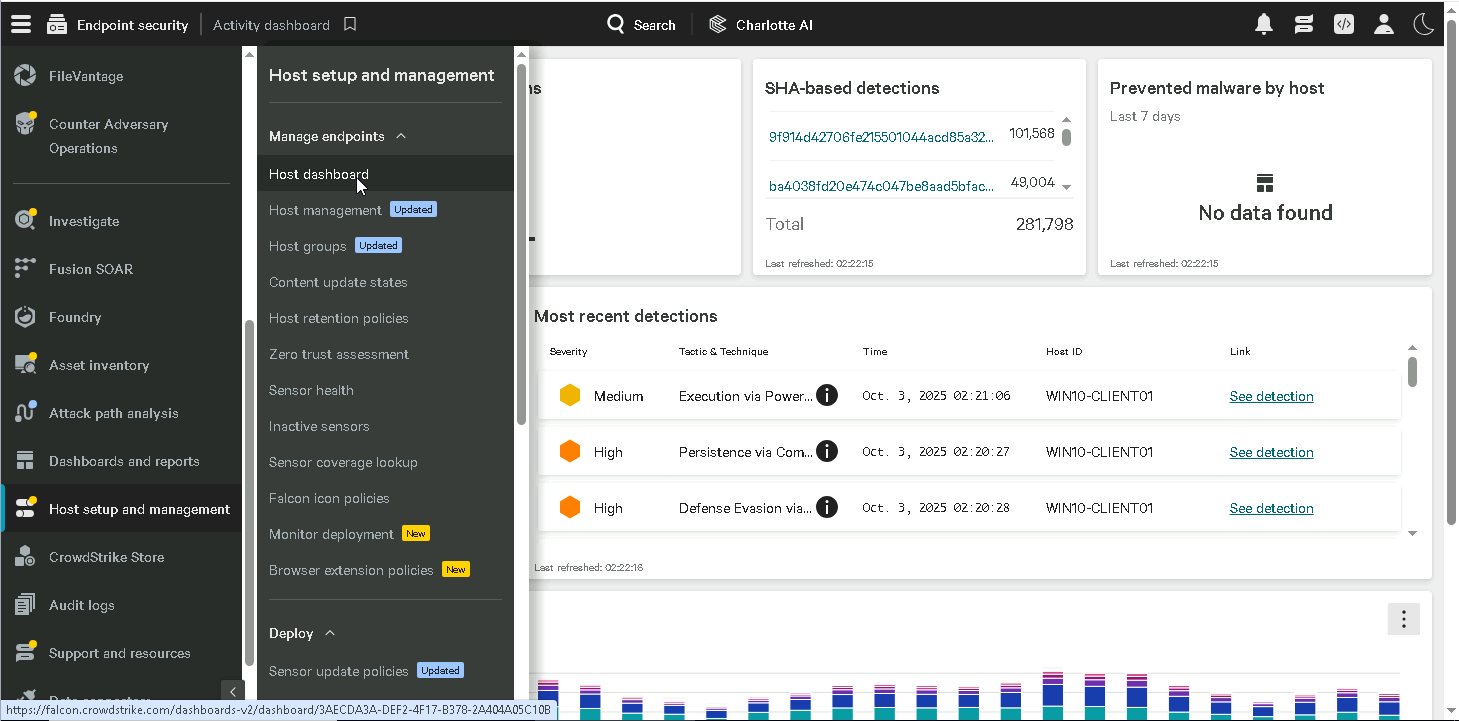 Endpoint security
Activity dashboard
Search
Charlotte AI
FileVantage
Counter Adversary
Operations
Investigate
Fusion SOAR
Foundry
Asset inventory
Attack path analysis
Dashboards and reports
Host setup and management
CrowdStrike Store
Audit logs
Support and resources
Data connectors
Host setup and management
Manage endpoints
Host dashboard
Host management Updated
Host groups Updated
Content update states
Host retention policies
Zero trust assessment
Sensor health
Inactive sensors
Sensor coverage lookup
Falcon icon policies
Monitor deployment New
Browser extension policies New
Deploy
Sensor update policies Updated
SHA-based detections
9f914d42706fe215501044acd85a32... 101,568
ba4038fd20e474c047be8aad5bfac... 49,004
Total 281,798
Last refreshed: 02:22:15
Prevented malware by host
Last 7 days
No data found
Last refreshed: 02:22:15
Most recent detections
Severity Tactic & Technique Time Host ID Link
Medium Execution via Power... Oct. 3, 2025 02:21:06 WIN10-CLIENT01 See detection
High Persistence via Com... Oct. 3, 2025 02:20:27 WIN10-CLIENT01 See detection
High Defense Evasion via... Oct. 3, 2025 02:20:28 WIN10-CLIENT01 See detection
Last refreshed: 02:22:16
https://falcon.crowdstrike.com/dashboards-v2/dashboard/3AECDA3A-DEF2-4F17-B378-2A404A05C10B